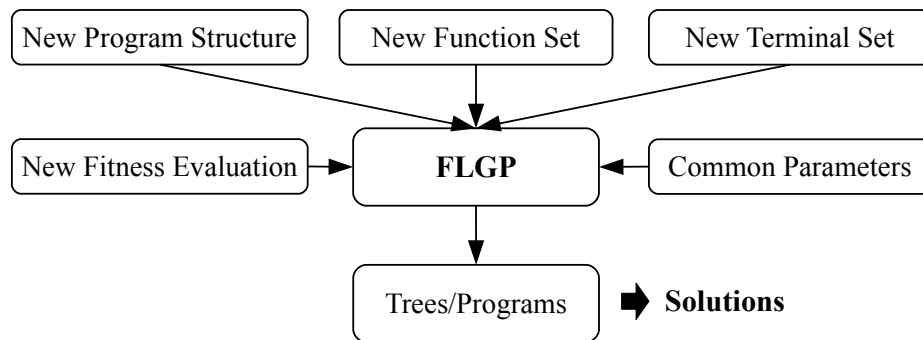 New Program Structure
New Function Set
New Terminal Set
New Fitness Evaluation
FLGP
Common Parameters
Trees/Programs
Solutions